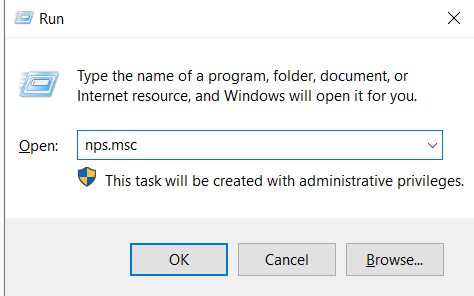 Run
Type the name of a program, folder, document, or
Internet resource, and Windows will open it for you.
Open: nps.msc
This task will be created with administrative privileges.
OK Cancel Browse...